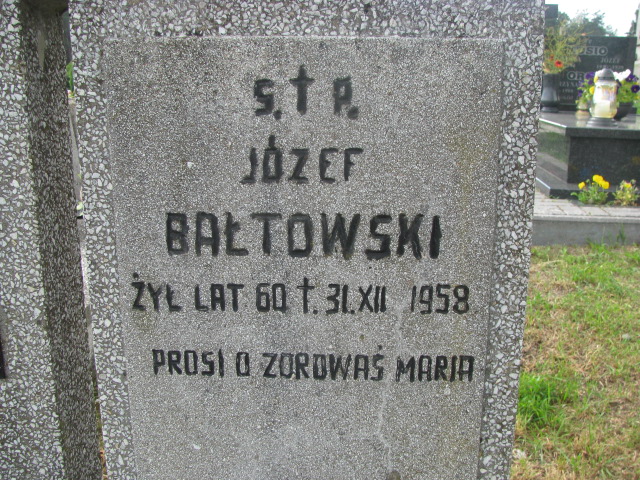 Ś. † P.
JÓZEF
BAŁTOWSKI
ŻYŁ LAT 60 †. 31.XII 1958
PROSI O ZDROWAŚ MARIA